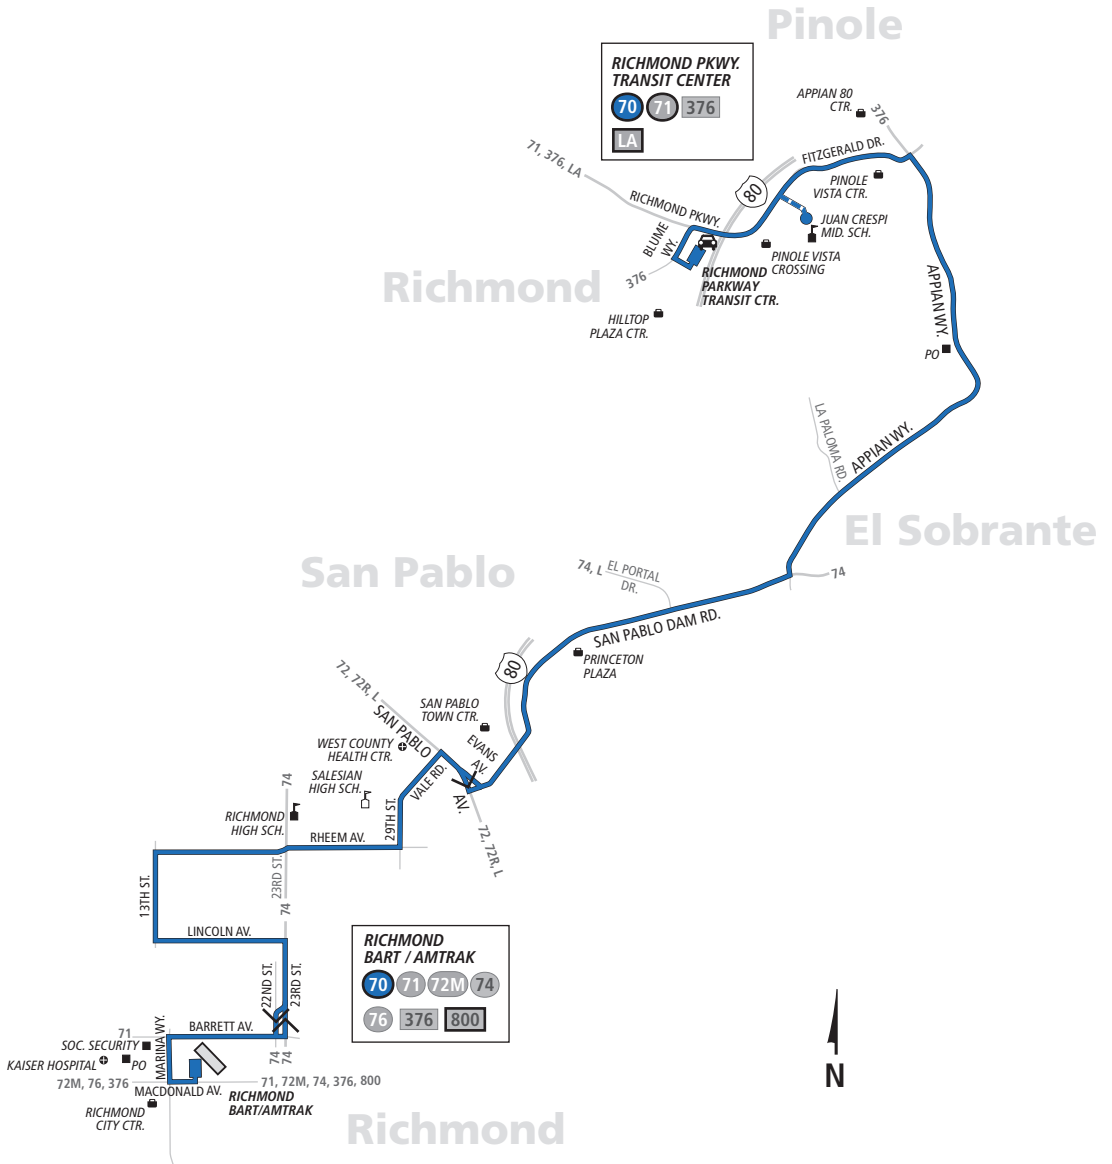 Pinole
RICHMOND PKWY.
TRANSIT CENTER
70 71 376
LA
APPIAN 80
CTR.
376
71, 376, LA
FITZGERALD DR.
80
PINOLE
VISTA CTR.
RICHMOND PKWY.
JUAN CRESPI
MID. SCH.
BLUME
WY.
PINOLE VISTA
CROSSING
376
RICHMOND
PARKWAY
TRANSIT CTR.
Richmond
APPIAN WY.
HILLTOP
PLAZA CTR.
PO
LA PALOMA RD.
APPIAN WY.
El Sobrante
San Pablo
74, L
EL PORTAL
DR.
74
SAN PABLO DAM RD.
PRINCETON
PLAZA
80
72, 72R, L
SAN PABLO
AV.
SAN PABLO
TOWN CTR.
EVANS
AV.
WEST COUNTY
HEALTH CTR.
VALE RD.
74
SALESIAN
HIGH SCH.
RICHMOND
HIGH SCH.
29TH ST.
72, 72R, L
RHEEM AV.
23RD ST.
13TH ST.
74
LINCOLN AV.
RICHMOND
BART / AMTRAK
70 71 72M 74
76 376 800
22ND ST.
23RD ST.
MARINA WY.
BARRETT AV.
71
SOC. SECURITY
KAISER HOSPITAL
PO
74
74
72M, 76, 376
MACDONALD AV.
71, 72M, 74, 376, 800
RICHMOND
BART/AMTRAK
RICHMOND
CITY CTR.
Richmond
N